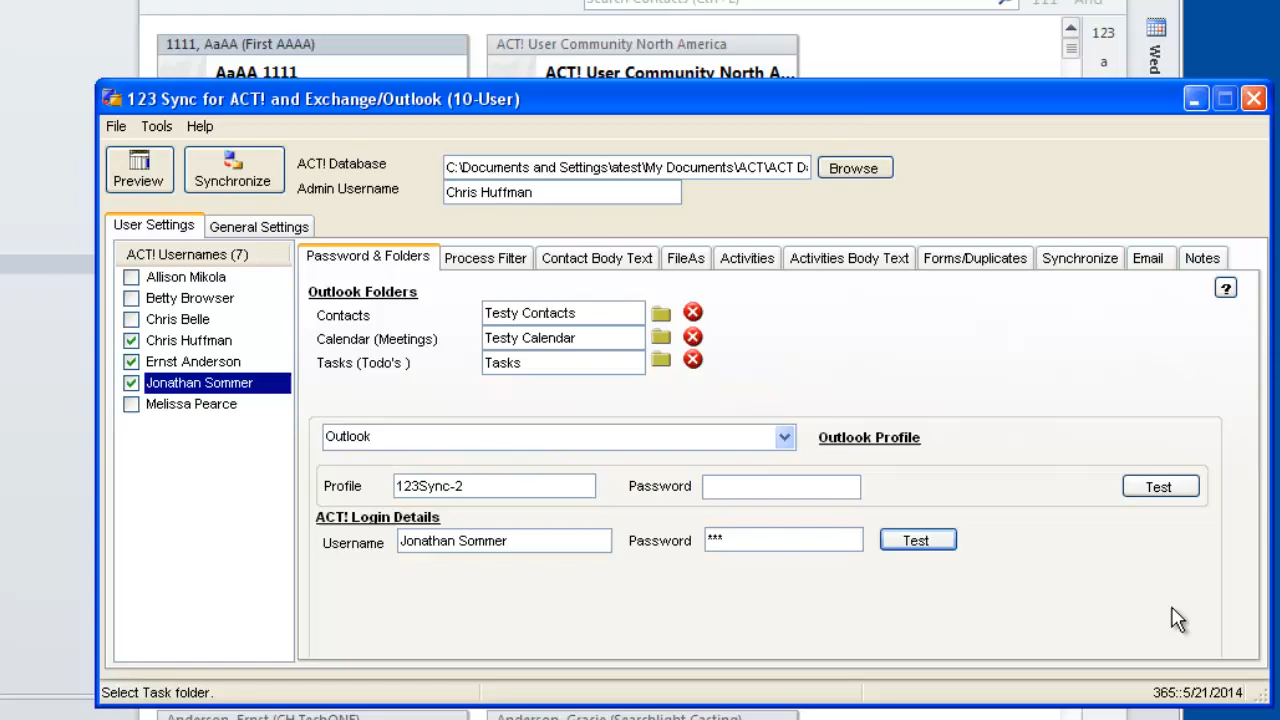 Search Contacts (Ctrl+E)
1111, AaAA (First AAAA)
AaAA 1111
ACT! User Community North America
ACT! User Community North A...
123
a
Wed
123 Sync for ACT! and Exchange/Outlook (10-User)
File Tools Help
Preview
Synchronize
ACT! Database
C:\Documents and Settings\atest\My Documents\ACT\ACT D
Browse
Admin Username
Chris Huffman
User Settings
General Settings
ACT! Usernames (7)
Allison Mikola
Betty Browser
Chris Belle
Chris Huffman
Ernst Anderson
Jonathan Sommer
Melissa Pearce
Password & Folders
Process Filter
Contact Body Text
FileAs
Activities
Activities Body Text
Forms/Duplicates
Synchronize
Email
Notes
?
Outlook Folders
Contacts
Testy Contacts
Calendar (Meetings)
Testy Calendar
Tasks (Todo's )
Tasks
Outlook
Outlook Profile
Profile
123Sync-2
Password
Test
ACT! Login Details
Username
Jonathan Sommer
Password
***
Test
Select Task folder.
365::5/21/2014
Anderson, Ernst (CH TechONE)
Anderson, Gracie (Searchlight Casting)